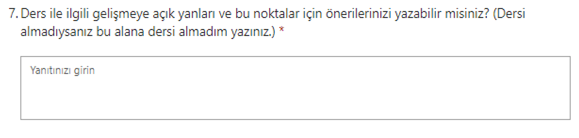 7. Ders ile ilgili gelişmeye açık yanları ve bu noktalar için önerilerinizi yazabilir misiniz? (Dersi
almadıysanız bu alana dersi almadım yazınız.) *
Yanıtınızı girin